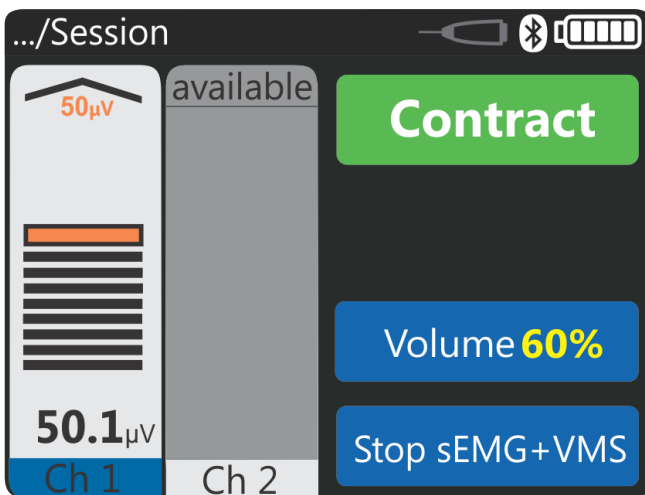 .../Session
50µV
available
Contract
Volume 60%
50.1µV
Stop sEMG+VMS
Ch 1
Ch 2